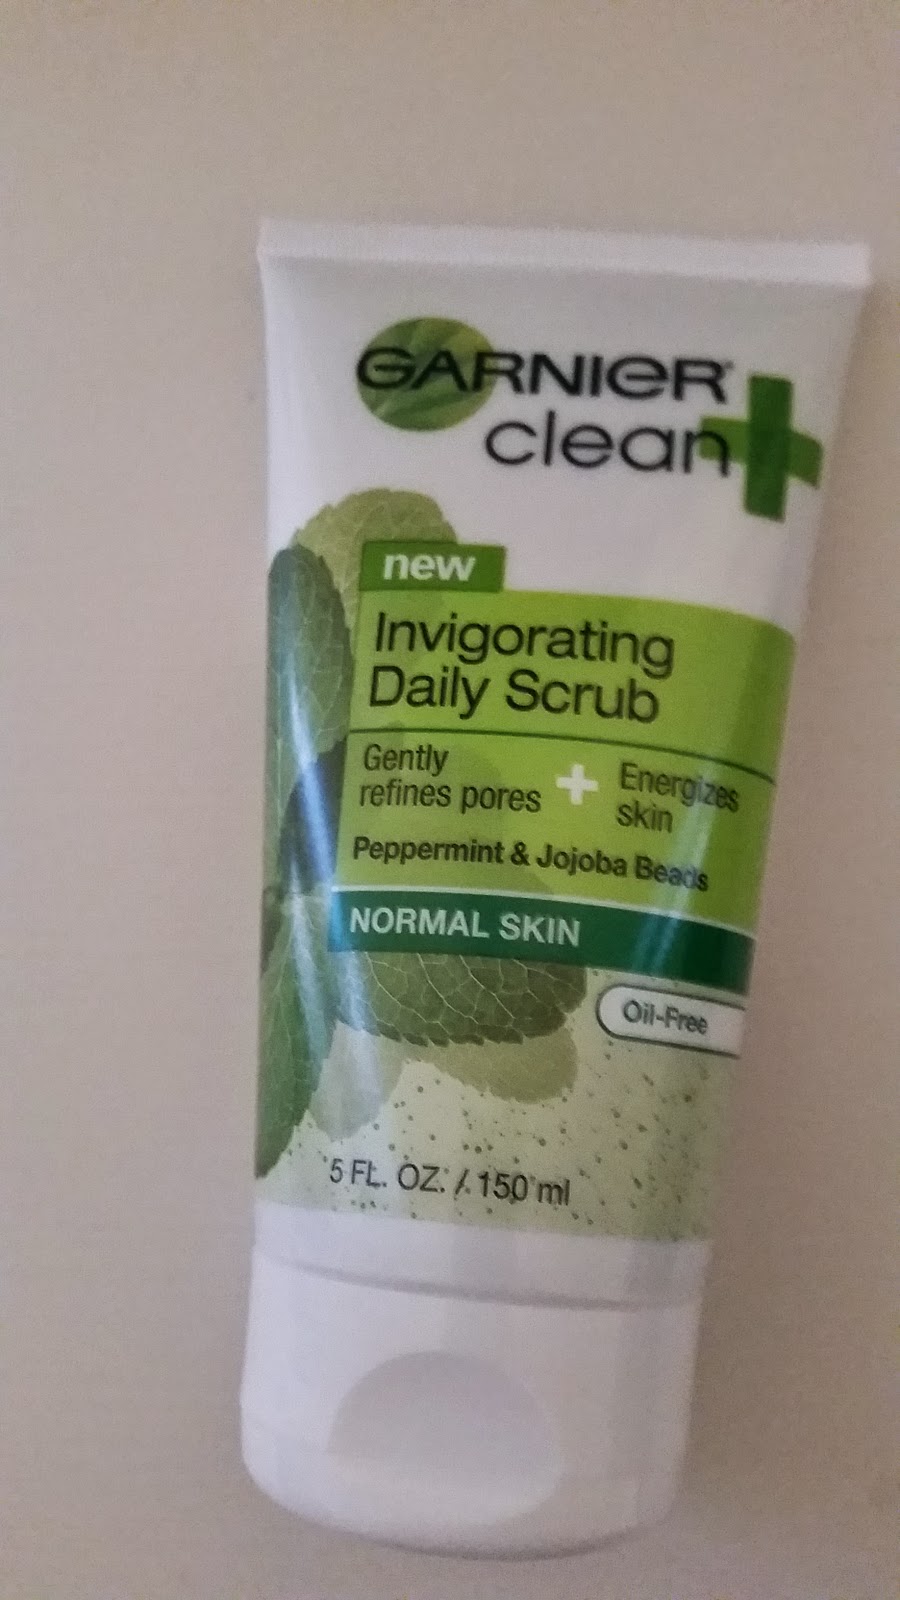 GARNIER
clean+
new
Invigorating
Daily Scrub
Gently
refines pores + Energizes
skin
Peppermint & Jojoba Beads
NORMAL SKIN
Oil-Free
5 FL. OZ. / 150 ml